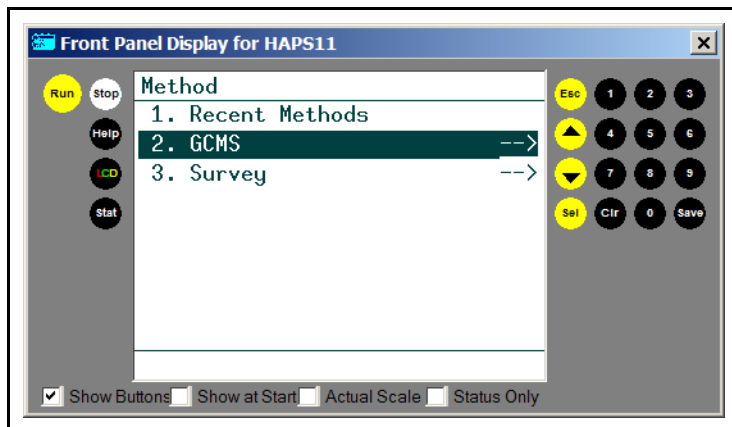 Front Panel Display for HAPS11
Run Stop Method Esc 1 2 3
1. Recent Methods
Help 2. GCMS --> 4 5 6
LCD 3. Survey --> 7 8 9
Stat Sel Clr 0 Save
Show Buttons Show at Start Actual Scale Status Only